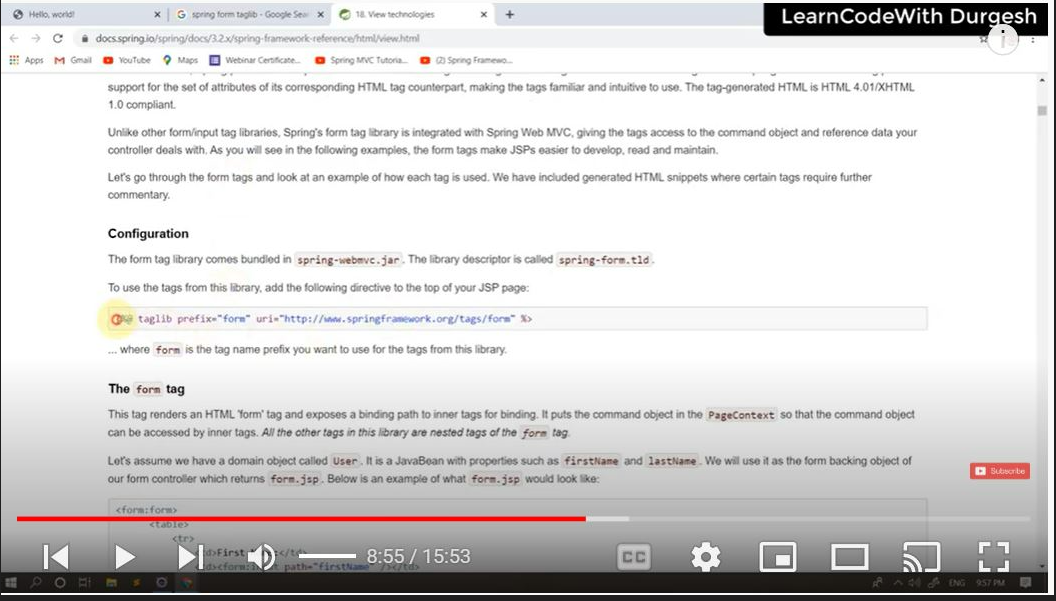 Hello, world!
spring form taglib - Google Sear
18. View technologies
LearnCodeWith Durgesh
docs.spring.io/spring/docs/3.2.x/spring-framework-reference/html/view.html
Apps
Gmail
YouTube
Maps
Webinar Certificate...
Spring MVC Tutoria...
(2) Spring Framewo...
support for the set of attributes of its corresponding HTML tag counterpart, making the tags familiar and intuitive to use. The tag-generated HTML is HTML 4.01/XHTML
1.0 compliant.
Unlike other form/input tag libraries, Spring's form tag library is integrated with Spring Web MVC, giving the tags access to the command object and reference data your
controller deals with. As you will see in the following examples, the form tags make JSPs easier to develop, read and maintain.
Let's go through the form tags and look at an example of how each tag is used. We have included generated HTML snippets where certain tags require further
commentary.
Configuration
The form tag library comes bundled in spring-webmvc.jar. The library descriptor is called spring-form.tld.
To use the tags from this library, add the following directive to the top of your JSP page:
taglib prefix="form" uri="http://www.springframework.org/tags/form" %>
... where form is the tag name prefix you want to use for the tags from this library.
The form tag
This tag renders an HTML 'form' tag and exposes a binding path to inner tags for binding. It puts the command object in the PageContext so that the command object
can be accessed by inner tags. All the other tags in this library are nested tags of the form tag.
Let's assume we have a domain object called User. It is a JavaBean with properties such as firstName and lastName. We will use it as the form backing object of
our form controller which returns form.jsp. Below is an example of what form.jsp would look like:
Subscribe
<form:form>
<table>
<tr>
8:55 / 15:53
CC
path="firstName" /></td>
ENG
9:57 PM